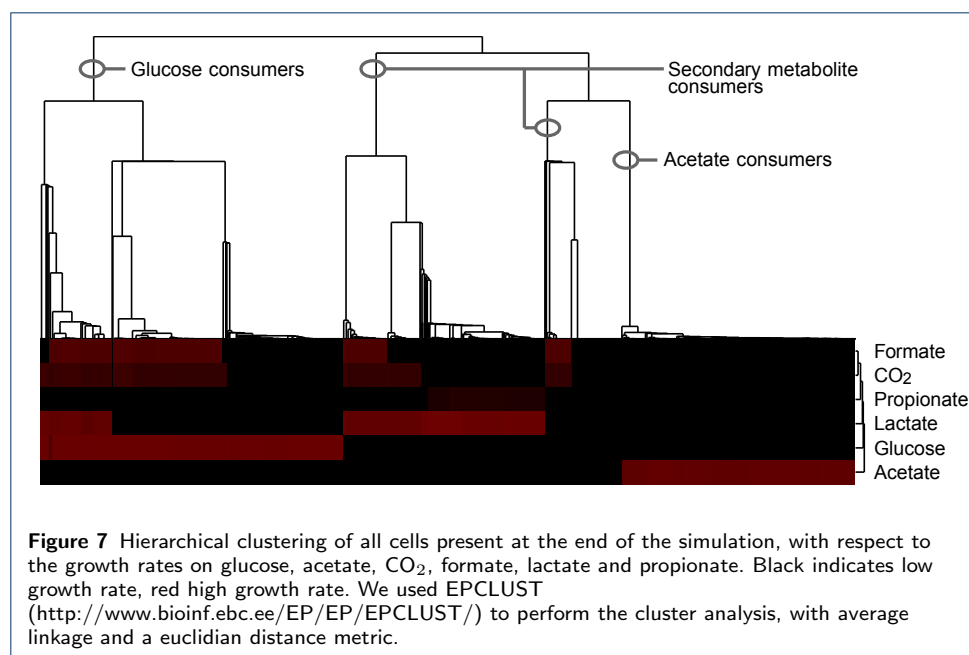 Glucose consumers
Secondary metabolite
consumers
Acetate consumers
Formate
CO₂
Propionate
Lactate
Glucose
Acetate
Figure 7 Hierarchical clustering of all cells present at the end of the simulation, with respect to
the growth rates on glucose, acetate, CO₂, formate, lactate and propionate. Black indicates low
growth rate, red high growth rate. We used EPCLUST
(http://www.bioinf.ebc.ee/EP/EP/EPCLUST/) to perform the cluster analysis, with average
linkage and a euclidian distance metric.